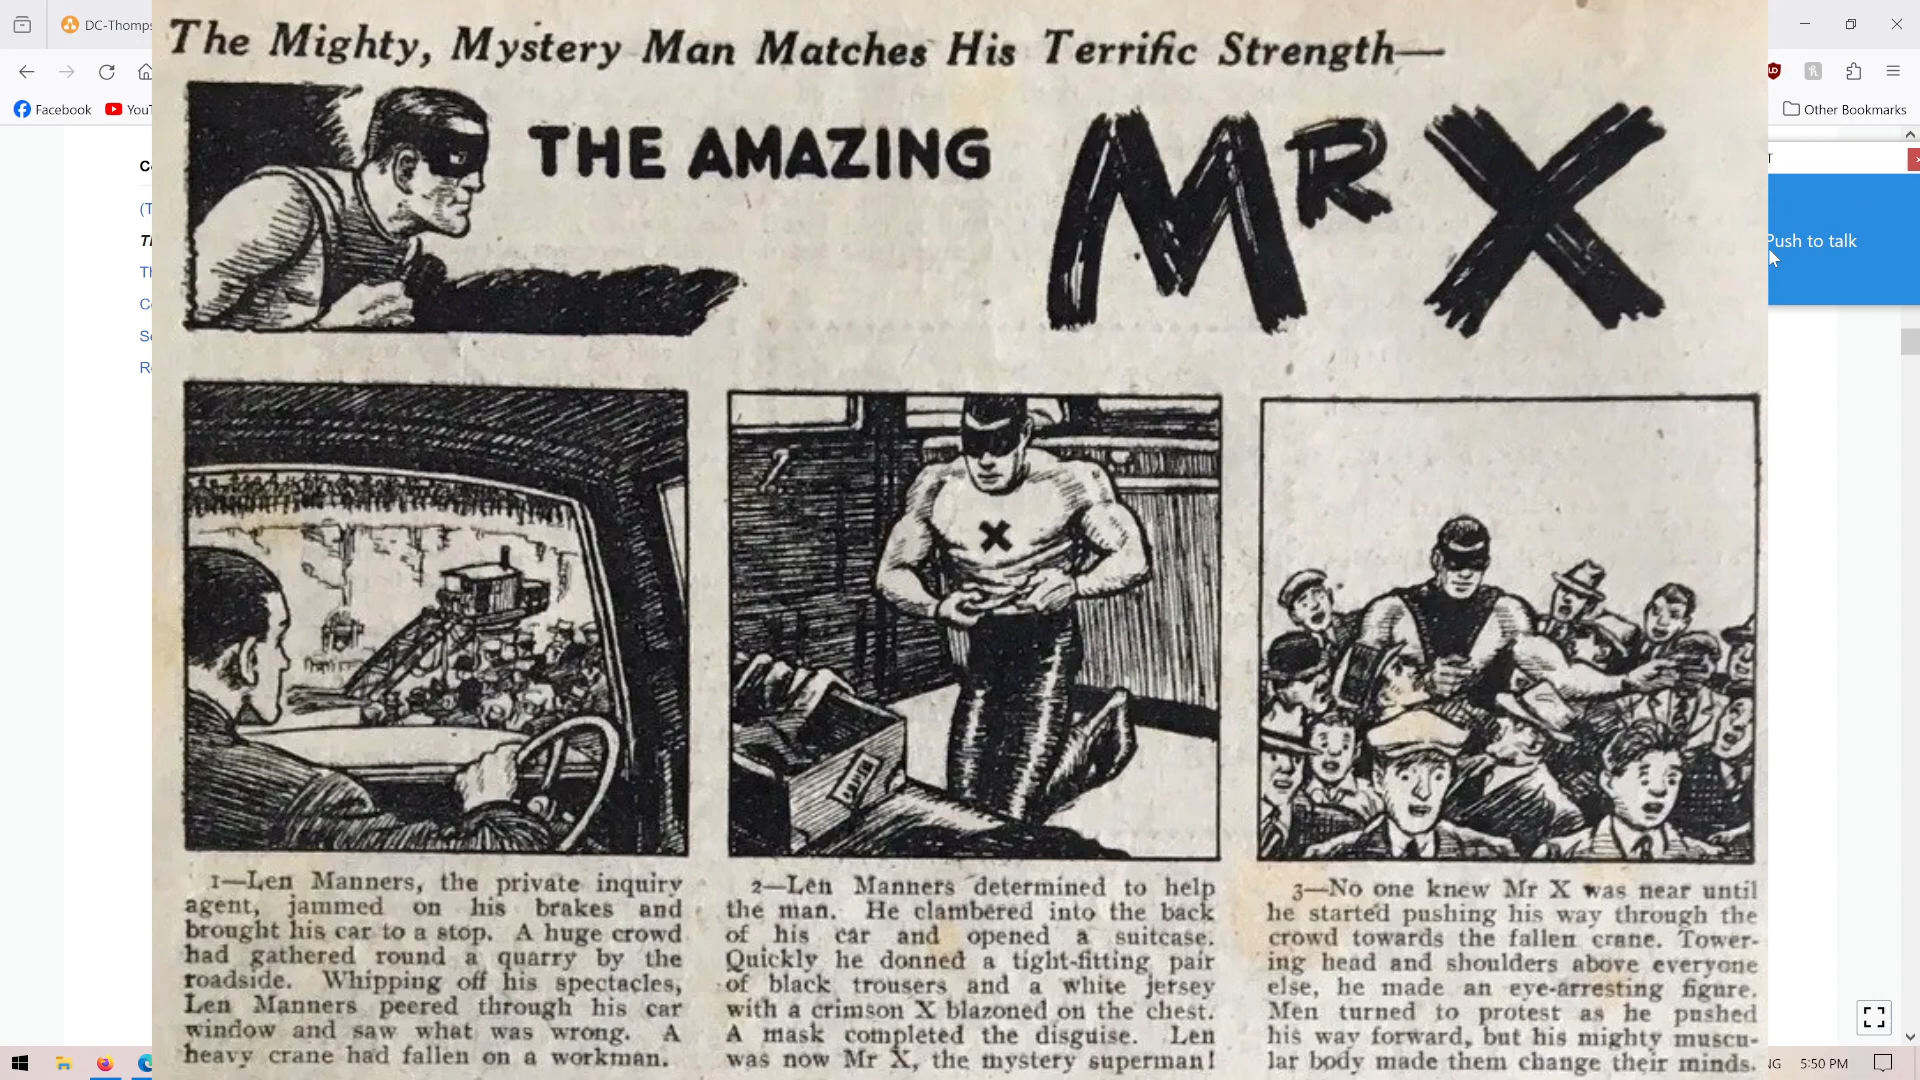 DC-Thomps
Facebook
YouT
Other Bookmarks
Push to talk
The Mighty, Mystery Man Matches His Terrific Strength—
THE AMAZING MR X
1—Len Manners, the private inquiry
agent, jammed on his brakes and
brought his car to a stop. A huge crowd
had gathered round a quarry by the
roadside. Whipping off his spectacles,
Len Manners peered through his car
window and saw what was wrong. A
heavy crane had fallen on a workman.
2—Len Manners determined to help
the man. He clambered into the back
of his car and opened a suitcase.
Quickly he donned a tight-fitting pair
of black trousers and a white jersey
with a crimson X blazoned on the chest.
A mask completed the disguise. Len
was now Mr X, the mystery superman!
3—No one knew Mr X was near until
he started pushing his way through the
crowd towards the fallen crane. Tower-
ing head and shoulders above everyone
else, he made an eye-arresting figure.
Men turned to protest as he pushed
his way forward, but his mighty muscu-
lar body made them change their minds.
5:50 PM